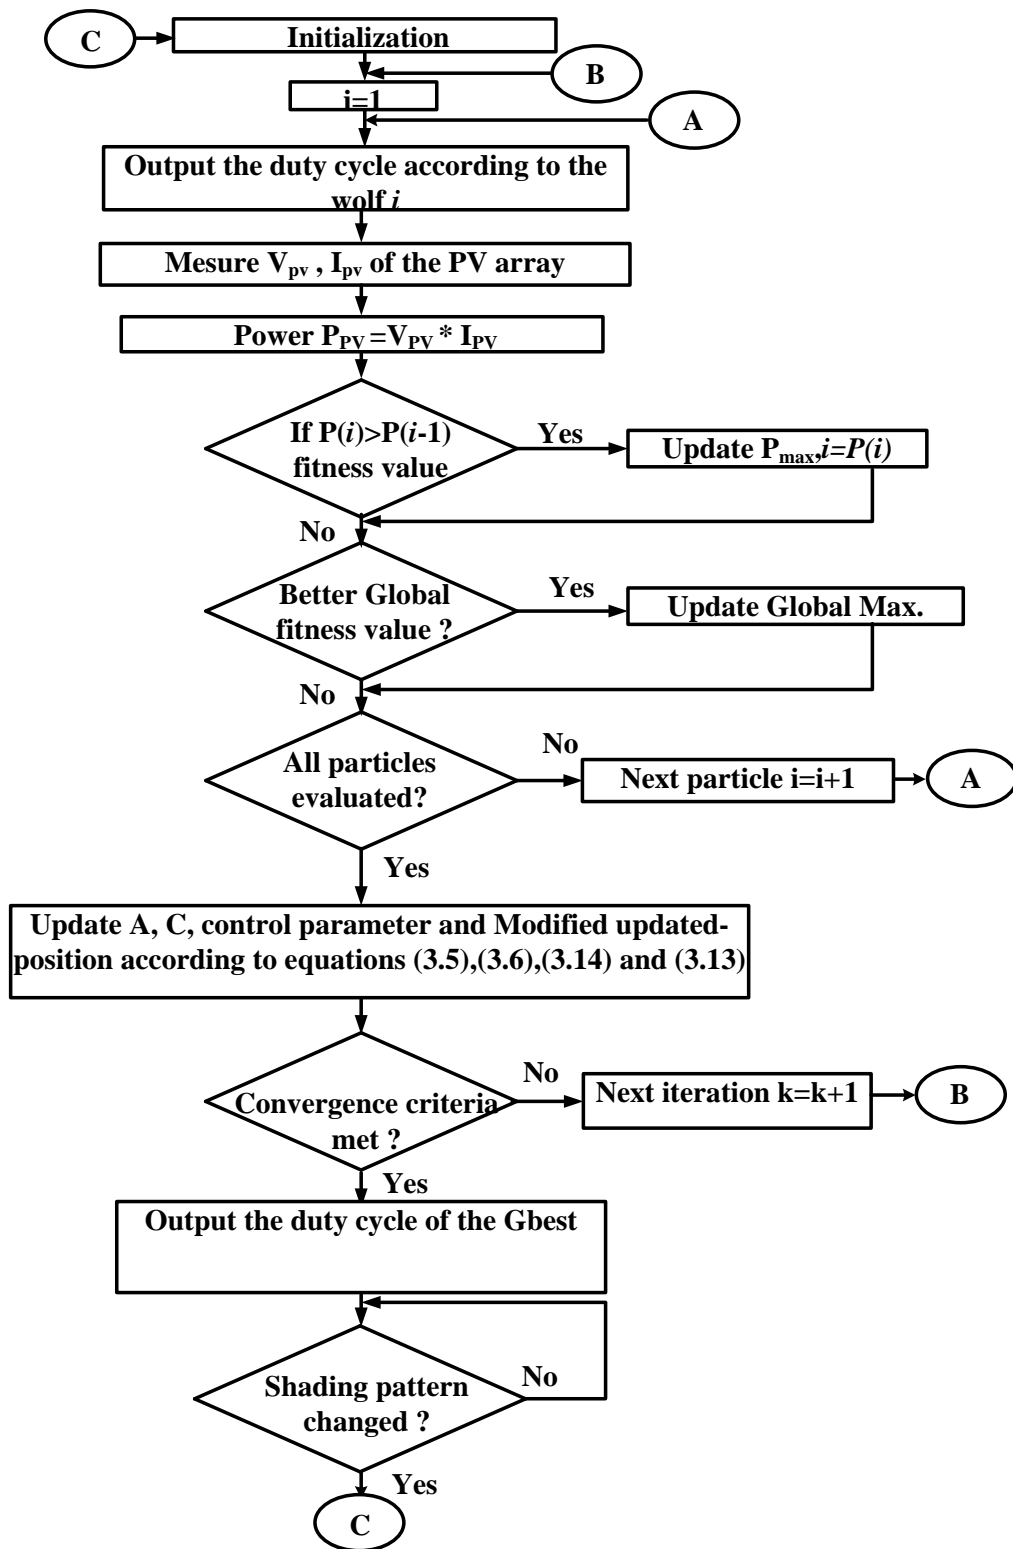 C
Initialization
B
i=1
A
Output the duty cycle according to the
wolf i
Mesure Vpv , Ipv of the PV array
Power PPV =VPV * IPV
If P(i)>P(i-1)
fitness value
Yes
Update Pmax,i=P(i)
No
Better Global
fitness value ?
Yes
Update Global Max.
No
All particles
evaluated?
No
Next particle i=i+1
A
Yes
Update A, C, control parameter and Modified updated-
position according to equations (3.5),(3.6),(3.14) and (3.13)
Convergence criteria
met ?
No
Next iteration k=k+1
B
Yes
Output the duty cycle of the Gbest
Shading pattern
changed ?
No
Yes
C